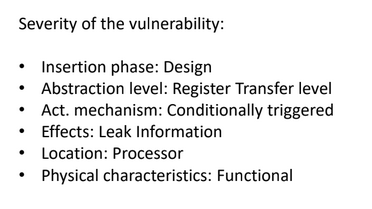 Severity of the vulnerability:
• Insertion phase: Design
• Abstraction level: Register Transfer level
• Act. mechanism: Conditionally triggered
• Effects: Leak Information
• Location: Processor
• Physical characteristics: Functional